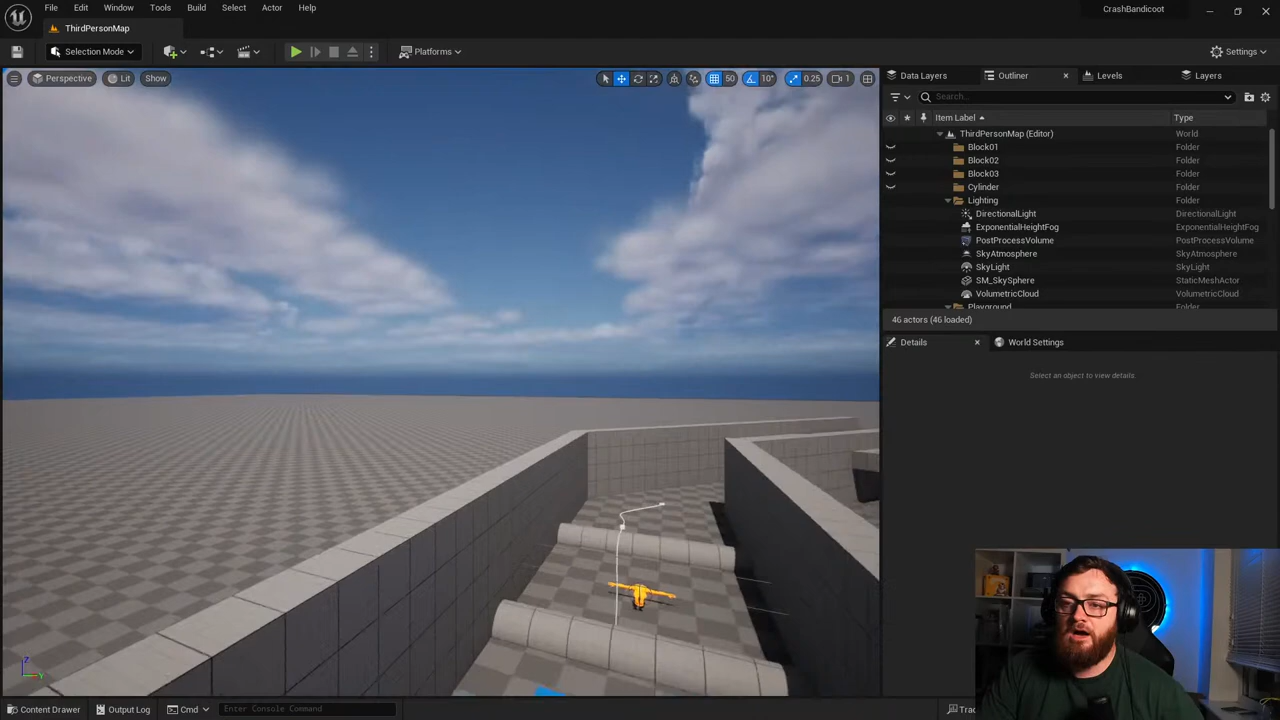 File Edit Window Tools Build Select Actor Help
CrashBandicoot
ThirdPersonMap
Selection Mode
Platforms
Settings
Perspective Lit Show
50 10° 0.25 1
Data Layers Outliner Levels Layers
Search...
Item Label Type
ThirdPersonMap (Editor) World
Block01 Folder
Block02 Folder
Block03 Folder
Cylinder Folder
Lighting Folder
DirectionalLight DirectionalLight
ExponentialHeightFog ExponentialHeightFog
PostProcessVolume PostProcessVolume
SkyAtmosphere SkyAtmosphere
SkyLight SkyLight
SM_SkySphere StaticMeshActor
VolumetricCloud VolumetricCloud
Playground Folder
46 actors (46 loaded)
Details World Settings
Select an object to view details.
Z
Content Drawer Output Log Cmd Enter Console Command
Trac